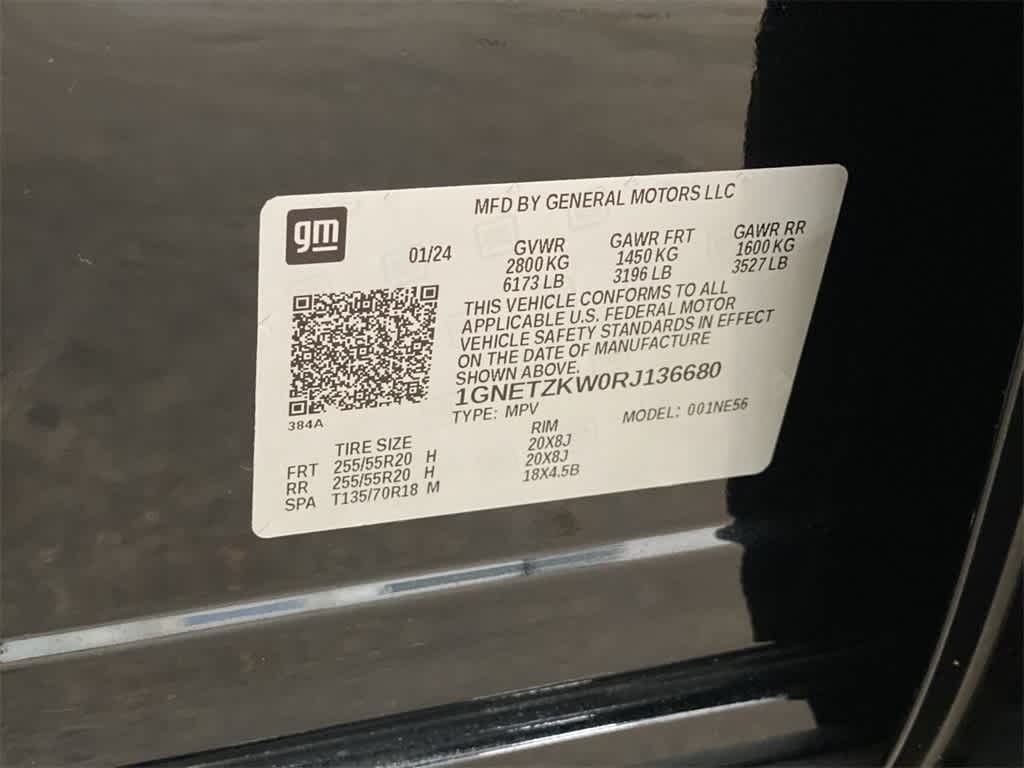 gm
MFD BY GENERAL MOTORS LLC
01/24 GVWR GAWR FRT GAWR RR
2800 KG 1450 KG 1600 KG
6173 LB 3196 LB 3527 LB
THIS VEHICLE CONFORMS TO ALL
APPLICABLE U.S. FEDERAL MOTOR
VEHICLE SAFETY STANDARDS IN EFFECT
ON THE DATE OF MANUFACTURE
SHOWN ABOVE.
1GNETZKW0RJ136680
384A
TYPE: MPV MODEL: 001NE56
TIRE SIZE RIM
FRT 255/55R20 H 20X8J
RR 255/55R20 H 20X8J
SPA T135/70R18 M 18X4.5B